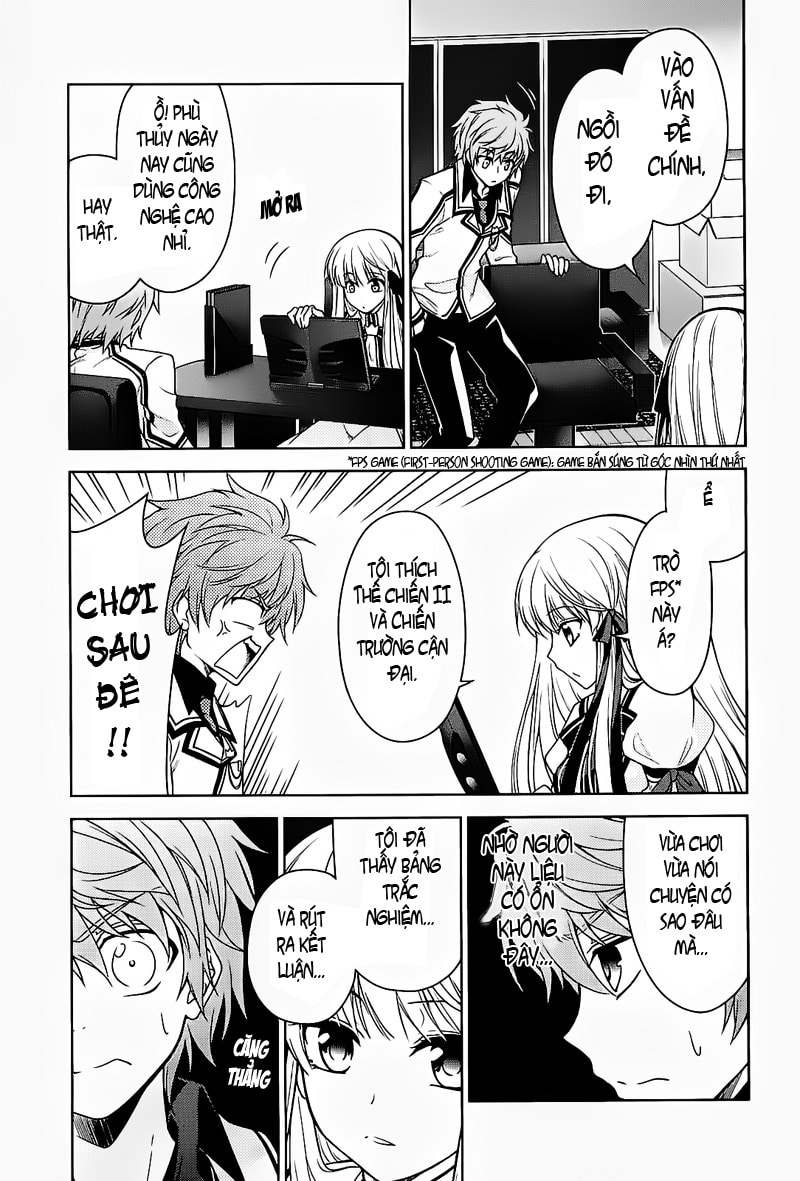 VÀO
VẤN
ĐỀ
CHÍNH,
NGỒI
ĐÓ
ĐI,
Ồ! PHÙ
THỦY NGÀY
NAY CŨNG
DÙNG CÔNG
NGHỆ CAO
NHỈ.
HAY
THẬT.
MỞ RA
*FPS GAME (FIRST-PERSON SHOOTING GAME): GAME BẮN SÚNG TỪ GÓC NHÌN THỨ NHẤT
Ể
TRÒ
FPS*
NÀY
Á?
TÔI THÍCH
THẾ CHIẾN II
VÀ CHIẾN
TRƯỜNG CẬN
ĐẠI.
CHƠI
SAU
ĐÊ
!!
VỪA CHƠI
VỪA NÓI
CHUYỆN CÓ
SAO ĐÂU
MÀ...
NHỜ NGƯỜI
NÀY LIỆU
CÓ ỔN
KHÔNG
ĐÂY...
TÔI ĐÃ
THẤY BẢNG
TRẮC
NGHIỆM...
VÀ RÚT
RA KẾT
LUẬN...
CĂNG
THẲNG